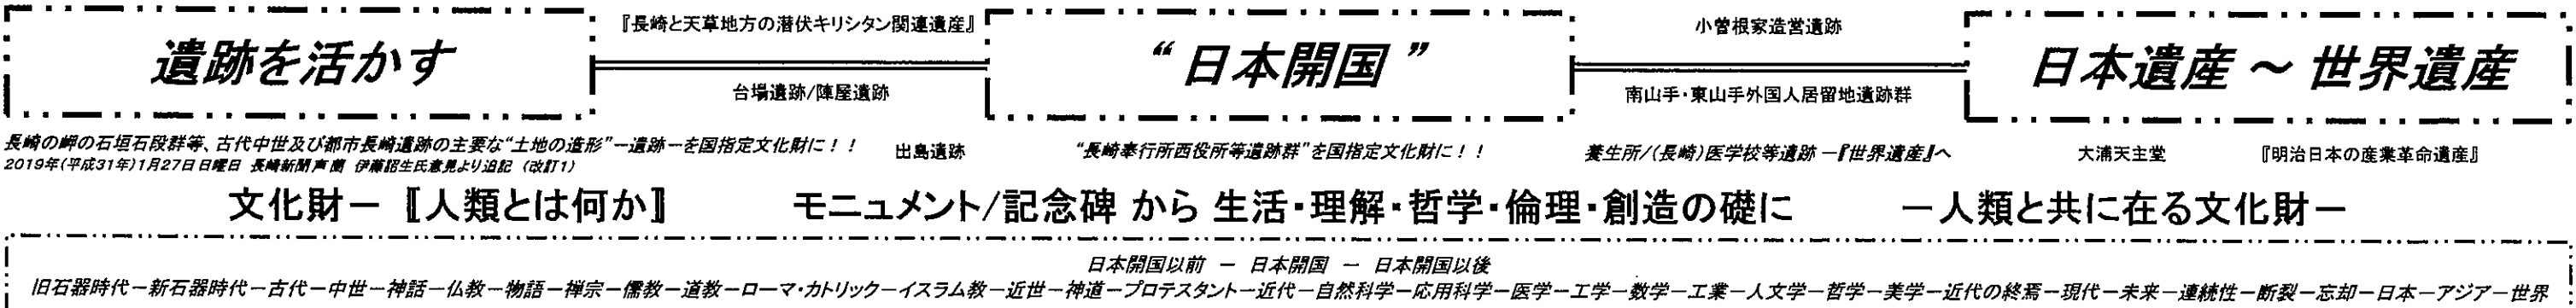 『長崎と天草地方の潜伏キリシタン関連遺産』
小曽根家造営遺跡
遺跡を活かす
“日本開国”
日本遺産 ~ 世界遺産
台場遺跡/陣屋遺跡
南山手・東山手外国人居留地遺跡群
長崎の岬の石垣石段群等、古代中世及び都市長崎遺跡の主要な“土地の造形”ー遺跡ーを国指定文化財に!!
出島遺跡
“長崎奉行所西役所等遺跡群”を国指定文化財に!!
養生所/(長崎)医学校等遺跡 ー『世界遺産』へ
大浦天主堂
『明治日本の産業革命遺産』
2019年(平成31年)1月27日日曜日 長崎新聞声欄 伊藤詔生氏意見より追記 (改訂1)
文化財ー〚人類とは何か〛
モニュメント/記念碑 から 生活・理解・哲学・倫理・創造の礎に
ー人類と共に在る文化財ー
日本開国以前 ー 日本開国 ー 日本開国以後
旧石器時代ー新石器時代ー古代ー中世ー神話ー仏教ー物語ー禅宗ー儒教ー道教ーローマ・カトリックーイスラム教ー近世ー神道ープロテスタントー近代ー自然科学ー応用科学ー医学ー工学ー数学ー工業ー人文学ー哲学ー美学ー近代の終焉ー現代ー未来ー連続性ー断裂ー忘却ー日本ーアジアー世界